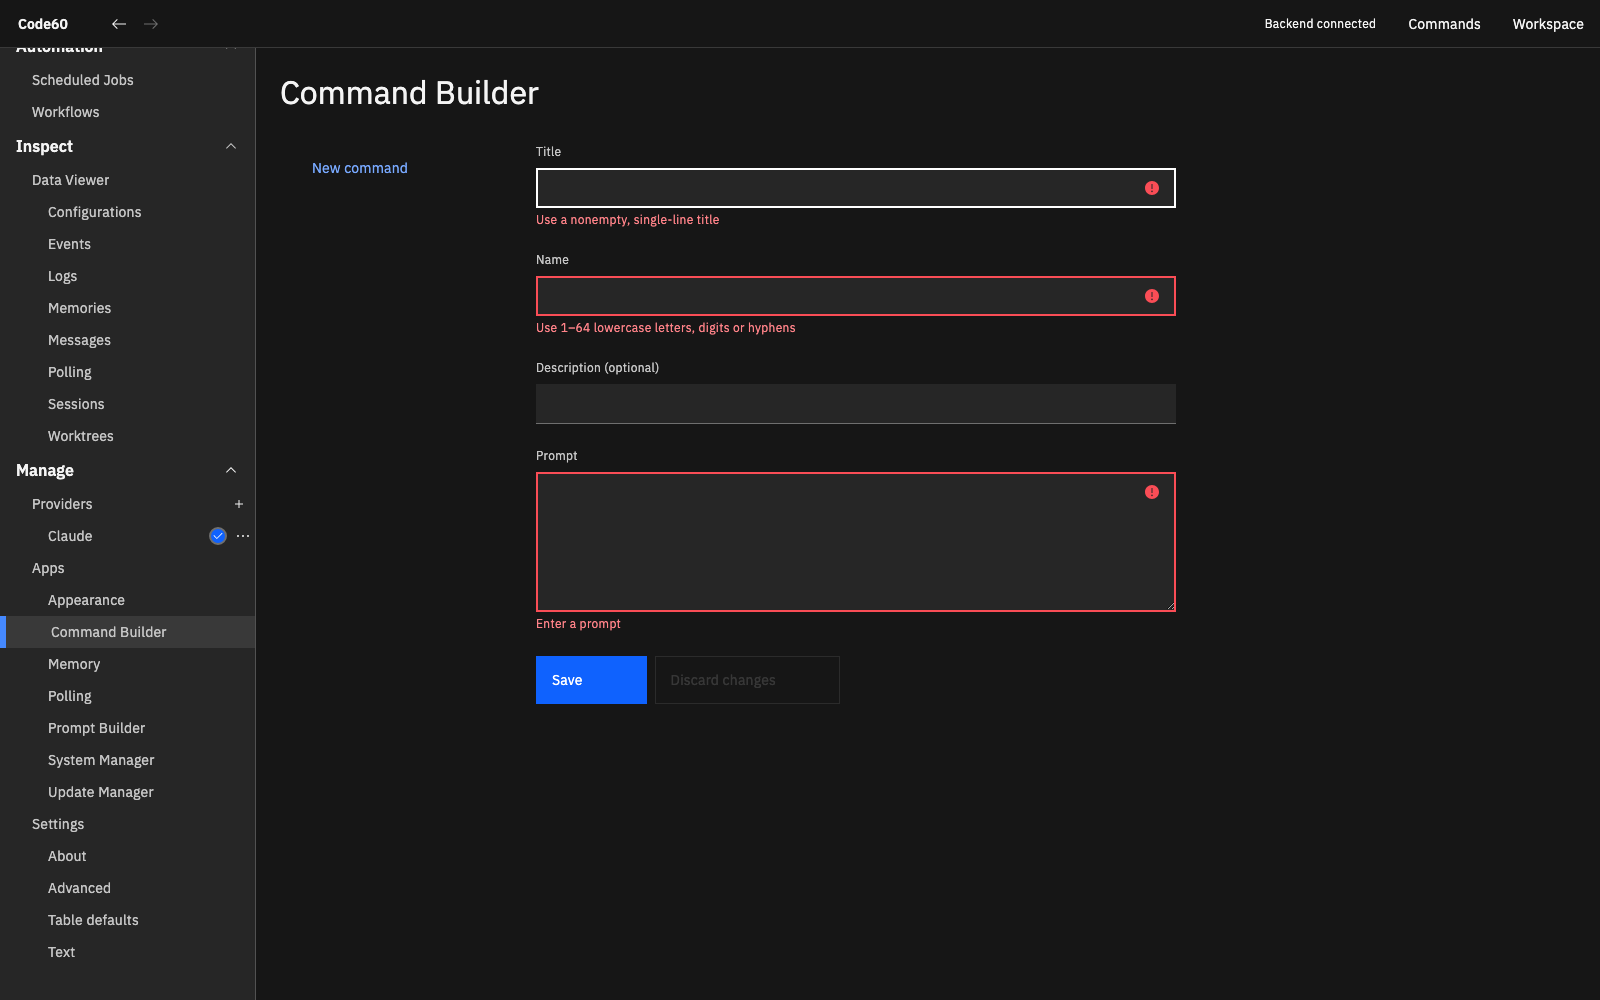 Code60
Backend connected
Commands
Workspace
Automation
Scheduled Jobs
Workflows
Inspect
Data Viewer
Configurations
Events
Logs
Memories
Messages
Polling
Sessions
Worktrees
Manage
Providers
Claude
Apps
Appearance
Command Builder
Memory
Polling
Prompt Builder
System Manager
Update Manager
Settings
About
Advanced
Table defaults
Text
Command Builder
New command
Title
Use a nonempty, single-line title
Name
Use 1–64 lowercase letters, digits or hyphens
Description (optional)
Prompt
Enter a prompt
Save
Discard changes